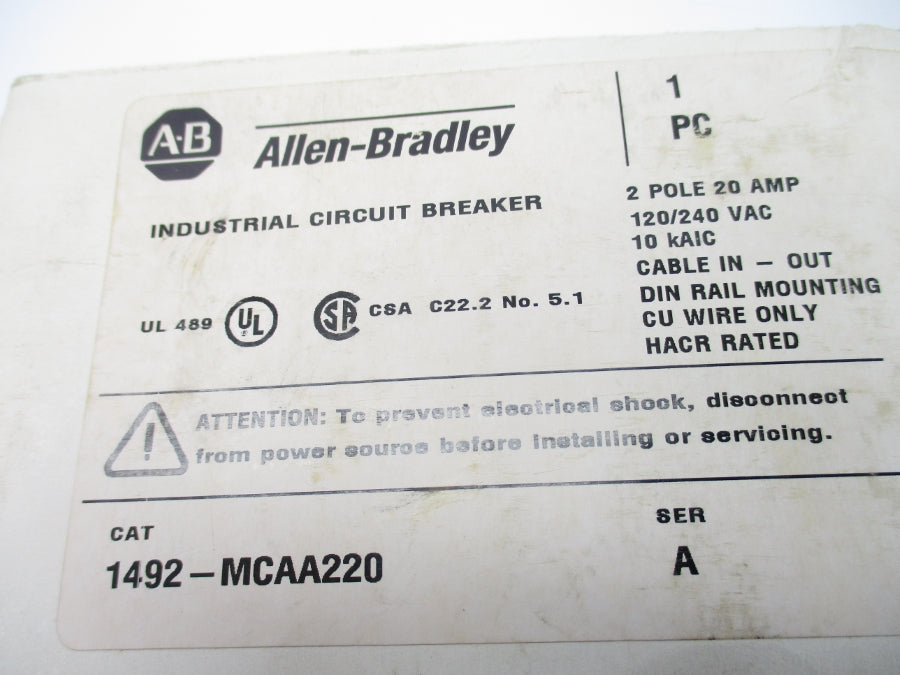 A·B
Allen-Bradley
1
PC
INDUSTRIAL CIRCUIT BREAKER
2 POLE 20 AMP
120/240 VAC
10 kAIC
CABLE IN – OUT
DIN RAIL MOUNTING
CU WIRE ONLY
HACR RATED
UL 489 UL SA CSA C22.2 No. 5.1
! ATTENTION: To prevent electrical shock, disconnect
from power source before installing or servicing.
CAT
1492–MCAA220
SER
A